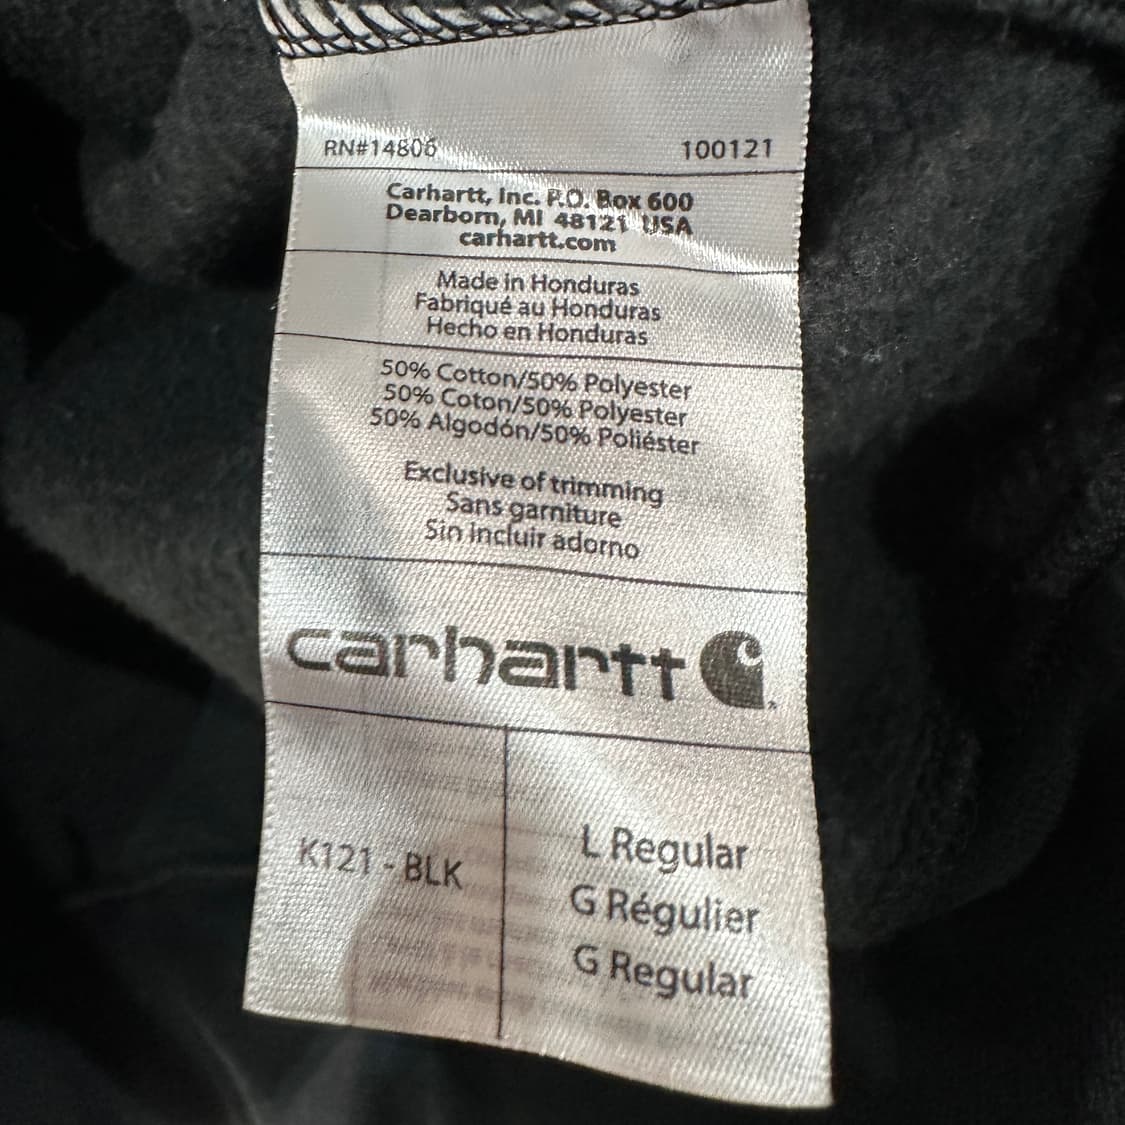 RN#14806 100121
Carhartt, Inc. P.O. Box 600
Dearborn, MI 48121 USA
carhartt.com
Made in Honduras
Fabriqué au Honduras
Hecho en Honduras
50% Cotton/50% Polyester
50% Coton/50% Polyester
50% Algodón/50% Poliéster
Exclusive of trimming
Sans garniture
Sin incluir adorno
carhartt
K121 - BLK
L Regular
G Régulier
G Regular